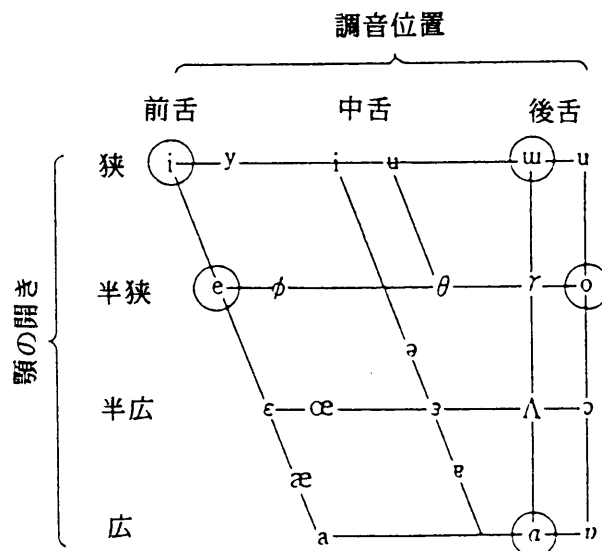 調音位置
前舌 中舌 後舌
狭 i y i u ɯ u
半狭 e ϕ θ ɤ o
ɘ
半広 ɛ œ ɜ Λ ɔ
æ ɐ
広 a ɑ ɒ
顎の開き